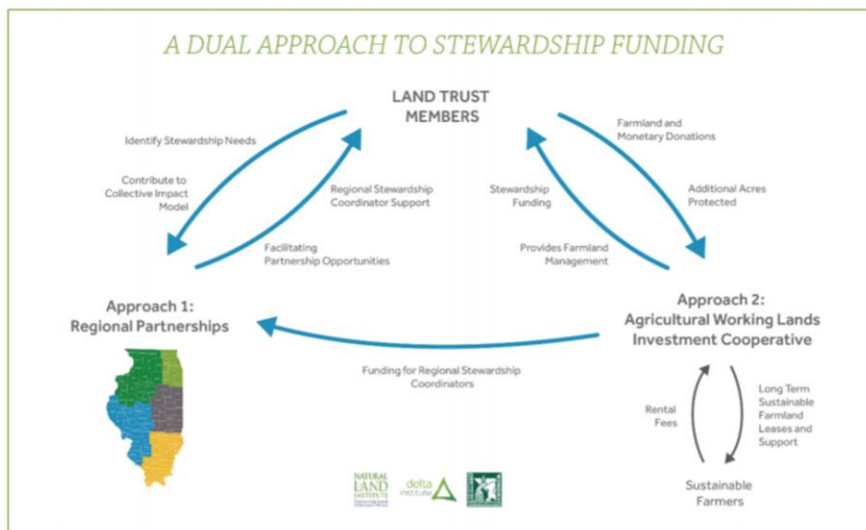 A DUAL APPROACH TO STEWARDSHIP FUNDING
LAND TRUST
MEMBERS
Identify Stewardship Needs
Contribute to
Collective Impact
Model
Regional Stewardship
Coordinator Support
Facilitating
Partnership Opportunities
Farmland and
Monetary Donations
Stewardship
Funding
Additional Acres
Protected
Provides Farmland
Management
Approach 1:
Regional Partnerships
Approach 2:
Agricultural Working Lands
Investment Cooperative
Funding for Regional Stewardship
Coordinators
Rental
Fees
Long Term
Sustainable
Farmland
Leases and
Support
Sustainable
Farmers
NATURAL
LAND
INSTITUTE
delta
institute